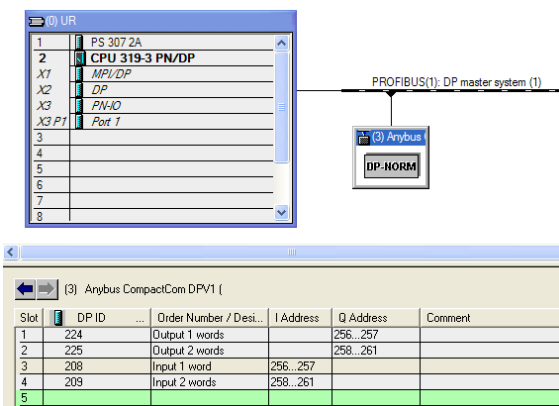 (0) UR
1 PS 307 2A
2 CPU 319-3 PN/DP
X1 MPI/DP
X2 DP
X3 PN-IO
X3 P1 Port 1
3
4
5
6
7
8
PROFIBUS(1): DP master system (1)
(3) Anybus
DP-NORM
(3) Anybus CompactCom DPV1 (
Slot DP ID ... Order Number / Desi... I Address Q Address Comment
1 224 Output 1 words 256...257
2 225 Output 2 words 258...261
3 208 Input 1 word 256...257
4 209 Input 2 words 258...261
5